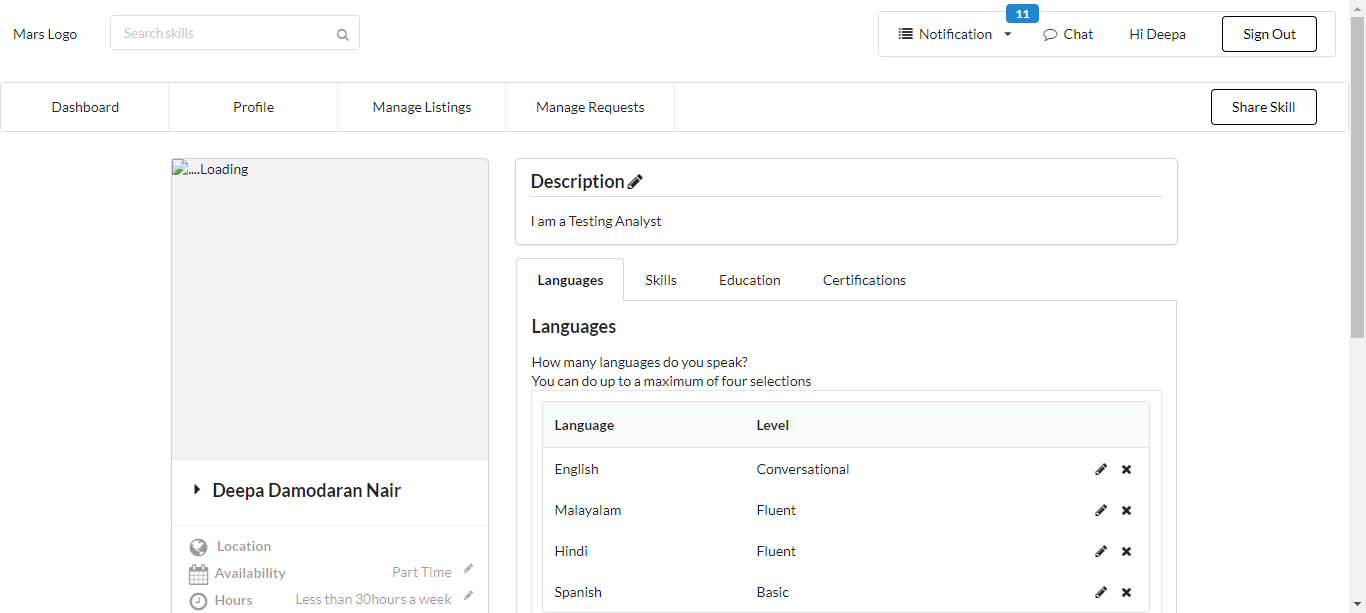 11
Mars Logo
Search skills
Notification
Chat
Hi Deepa
Sign Out
Dashboard
Profile
Manage Listings
Manage Requests
Share Skill
....Loading
Description
I am a Testing Analyst
Languages
Skills
Education
Certifications
Languages
How many languages do you speak?
You can do up to a maximum of four selections
Language Level
English Conversational
Malayalam Fluent
Hindi Fluent
Spanish Basic
Deepa Damodaran Nair
Location
Availability Part Time
Hours Less than 30hours a week